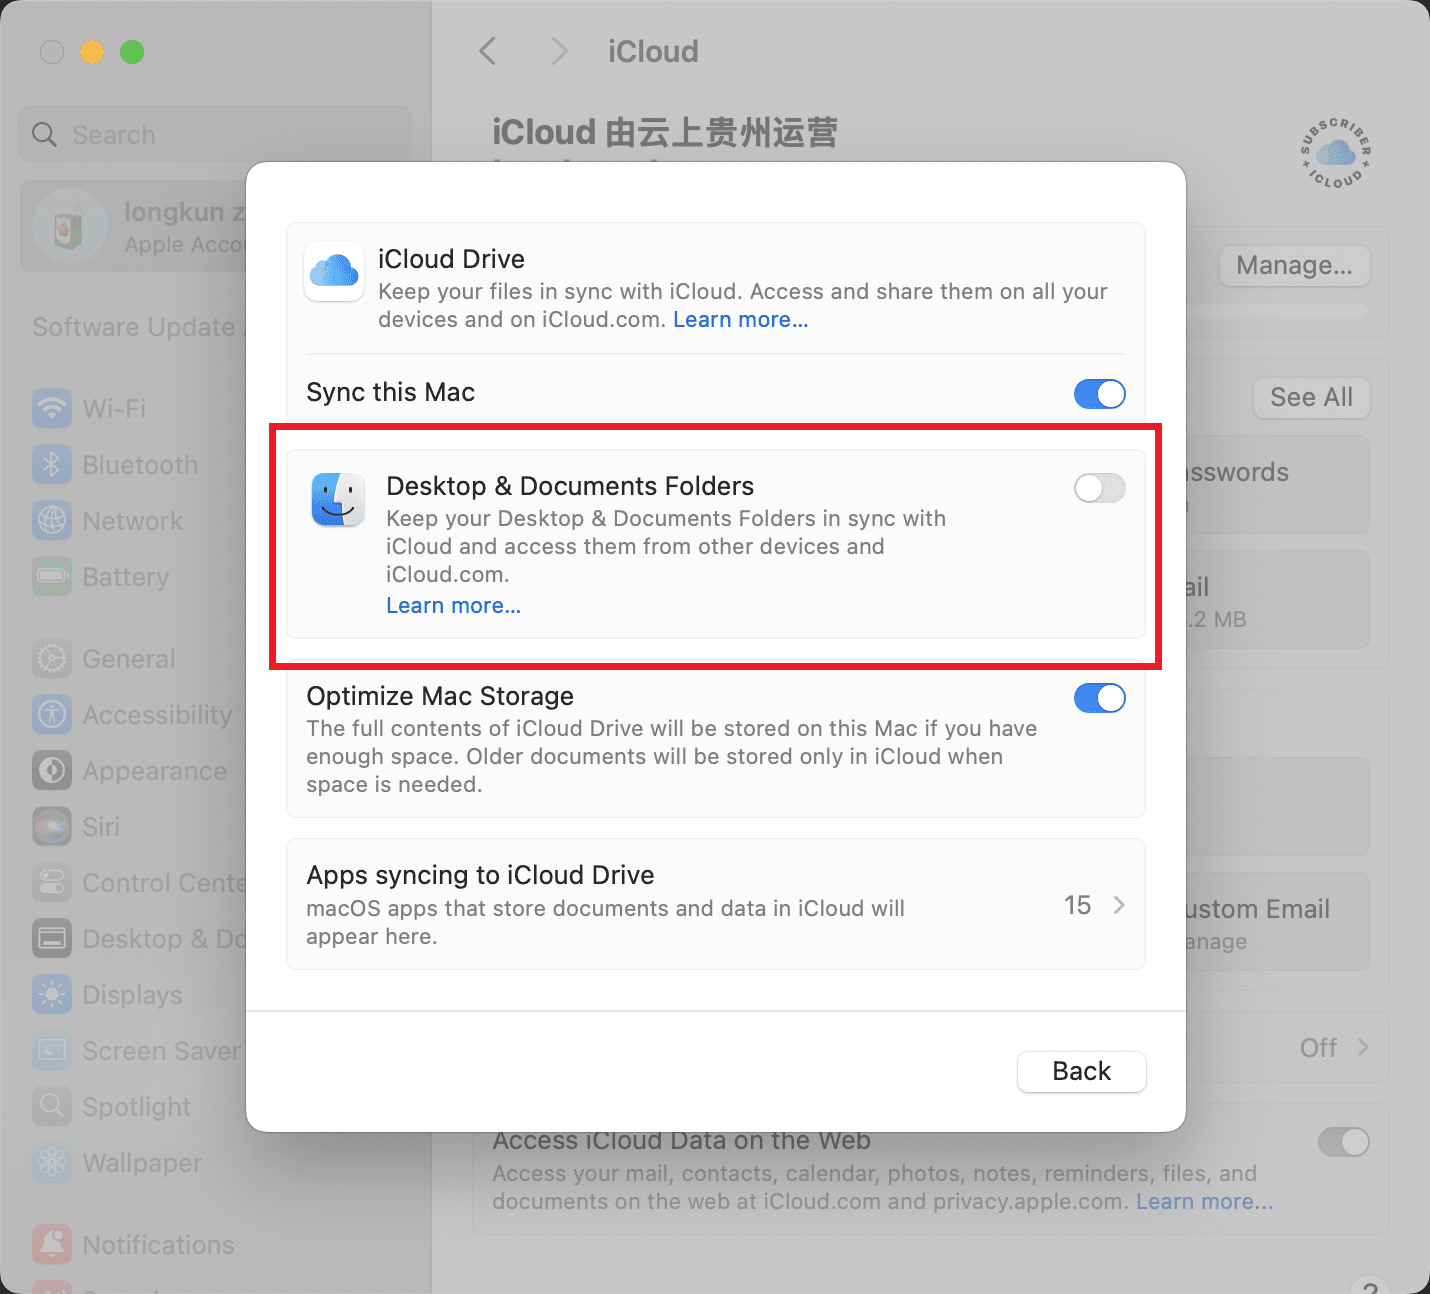 iCloud
Search
iCloud 由云上贵州运营
SUBSCRIBER
ICLOUD
longkun z
Apple Acco
Manage...
Software Update
iCloud Drive
Keep your files in sync with iCloud. Access and share them on all your
devices and on iCloud.com. Learn more...
Sync this Mac
See All
Wi-Fi
Bluetooth
Network
Battery
Desktop & Documents Folders
Keep your Desktop & Documents Folders in sync with
iCloud and access them from other devices and
iCloud.com.
Learn more...
asswords
ail
.2 MB
General
Accessibility
Appearance
Siri
Control Cente
Desktop & Do
Displays
Screen Saver
Spotlight
Wallpaper
Notifications
Optimize Mac Storage
The full contents of iCloud Drive will be stored on this Mac if you have
enough space. Older documents will be stored only in iCloud when
space is needed.
Apps syncing to iCloud Drive
macOS apps that store documents and data in iCloud will
appear here.
15
ustom Email
anage
Off
Back
Access iCloud Data on the Web
Access your mail, contacts, calendar, photos, notes, reminders, files, and
documents on the web at iCloud.com and privacy.apple.com. Learn more...